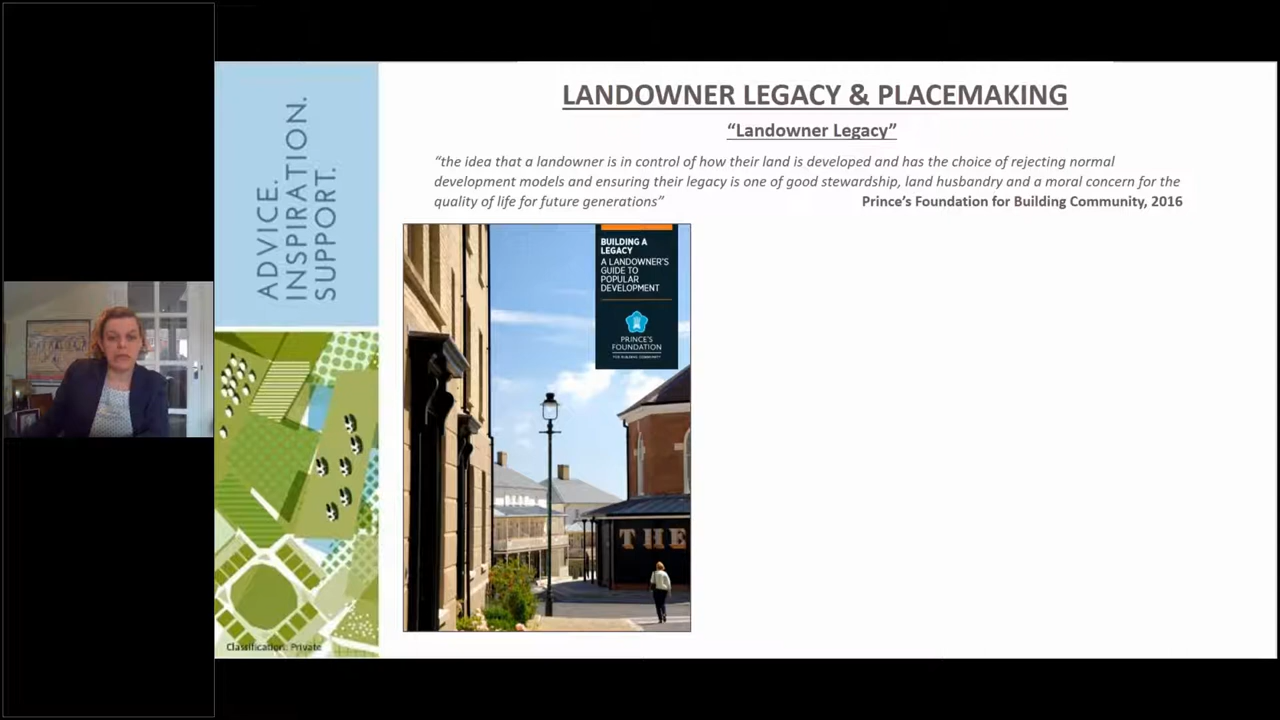 ADVICE.
INSPIRATION.
SUPPORT.
Classification: Private
LANDOWNER LEGACY & PLACEMAKING
“Landowner Legacy”
“the idea that a landowner is in control of how their land is developed and has the choice of rejecting normal
development models and ensuring their legacy is one of good stewardship, land husbandry and a moral concern for the
quality of life for future generations” Prince’s Foundation for Building Community, 2016
BUILDING A
LEGACY
A LANDOWNER’S
GUIDE TO
POPULAR
DEVELOPMENT
PRINCE’S
FOUNDATION
FOR BUILDING COMMUNITY
THE